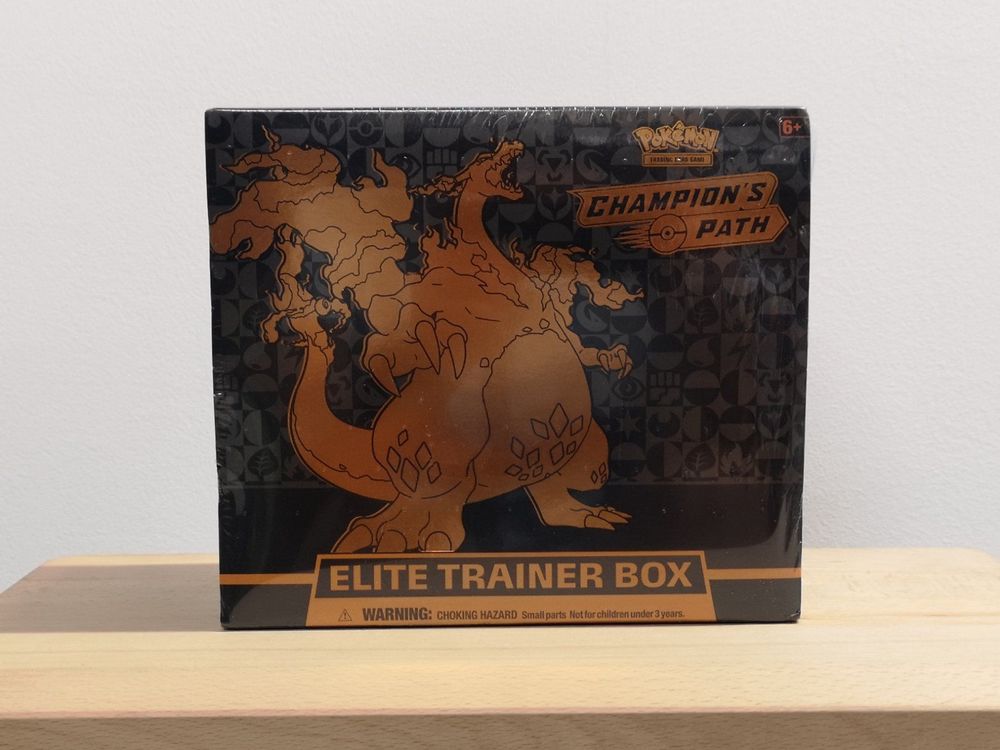 POKéMON
TRADING CARD GAME
6+
CHAMPION'S
PATH
ELITE TRAINER BOX
WARNING: CHOKING HAZARD Small parts Not for children under 3 years.